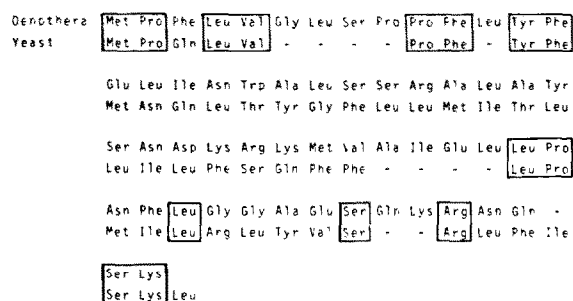 Oenothera Met Pro Phe Leu Val Gly Leu Ser Pro Pro Phe Leu Tyr Phe
Yeast Met Pro Gln Leu Val - - - - Pro Phe - Tyr Phe
Glu Leu Ile Asn Trp Ala Leu Ser Ser Arg Ala Leu Ala Tyr
Met Asn Gln Leu Thr Tyr Gly Phe Leu Leu Met Ile Thr Leu
Ser Asn Asp Lys Arg Lys Met Val Ala Ile Glu Leu Leu Pro
Leu Ile Leu Phe Ser Gln Phe Phe - - - - Leu Pro
Asn Phe Leu Gly Gly Ala Glu Ser Gln Lys Arg Asn Gln -
Met Ile Leu Arg Leu Tyr Val Ser - - Arg Leu Phe Ile
Ser Lys
Ser Lys Leu